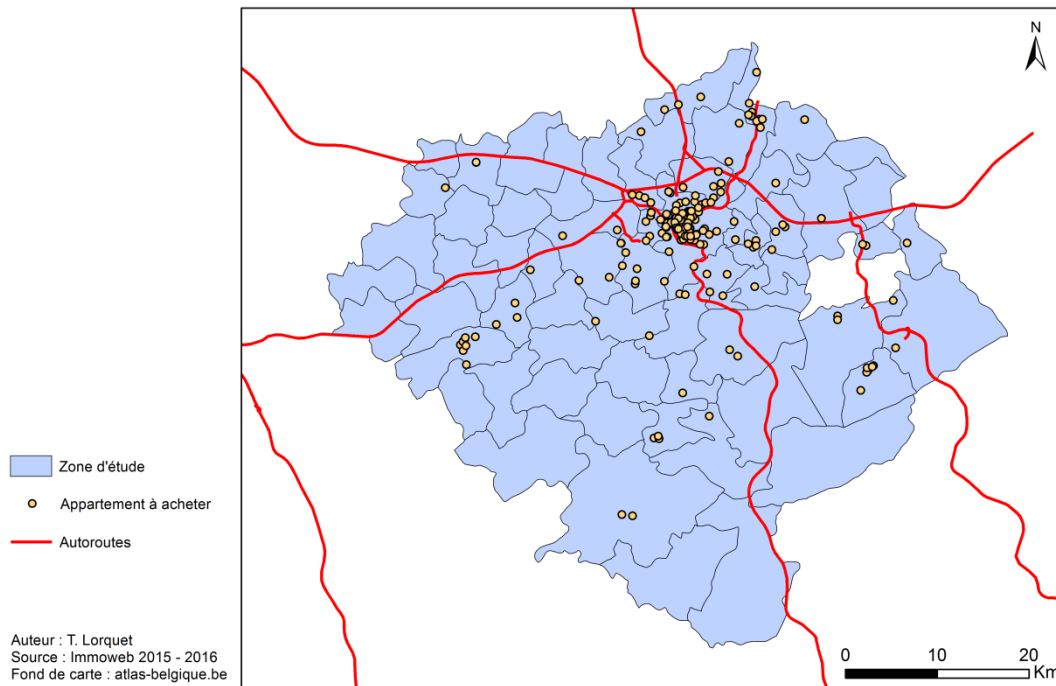 N
Zone d'étude
Appartement à acheter
Autoroutes
Auteur : T. Lorquet
Source : Immoweb 2015 - 2016
Fond de carte : atlas-belgique.be
0 10 20
Km